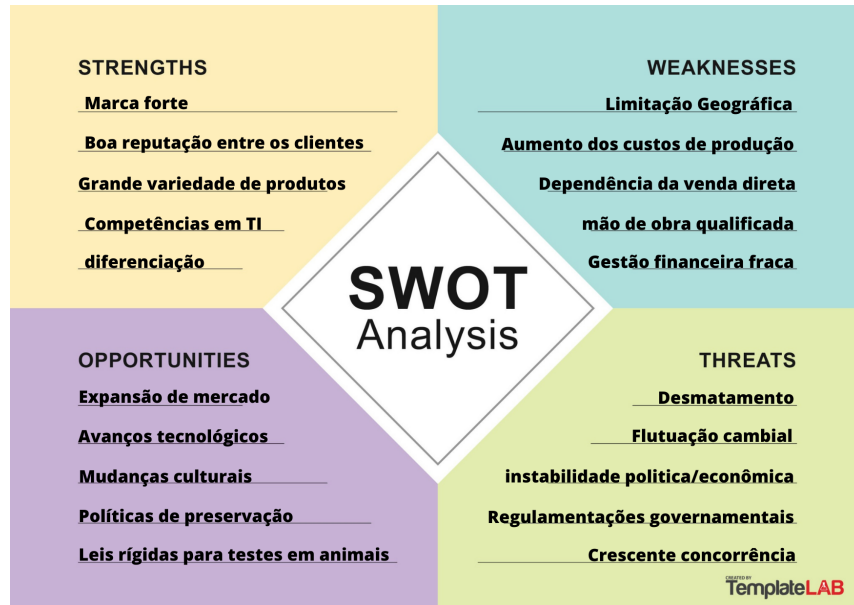 STRENGTHS
Marca forte
Boa reputação entre os clientes
Grande variedade de produtos
Competências em TI
diferenciação
WEAKNESSES
Limitação Geográfica
Aumento dos custos de produção
Dependência da venda direta
mão de obra qualificada
Gestão financeira fraca
SWOT
Analysis
OPPORTUNITIES
Expansão de mercado
Avanços tecnológicos
Mudanças culturais
Políticas de preservação
Leis rígidas para testes em animais
THREATS
Desmatamento
Flutuação cambial
instabilidade politica/econômica
Regulamentações governamentais
Crescente concorrência
CREATED BY
TemplateLAB